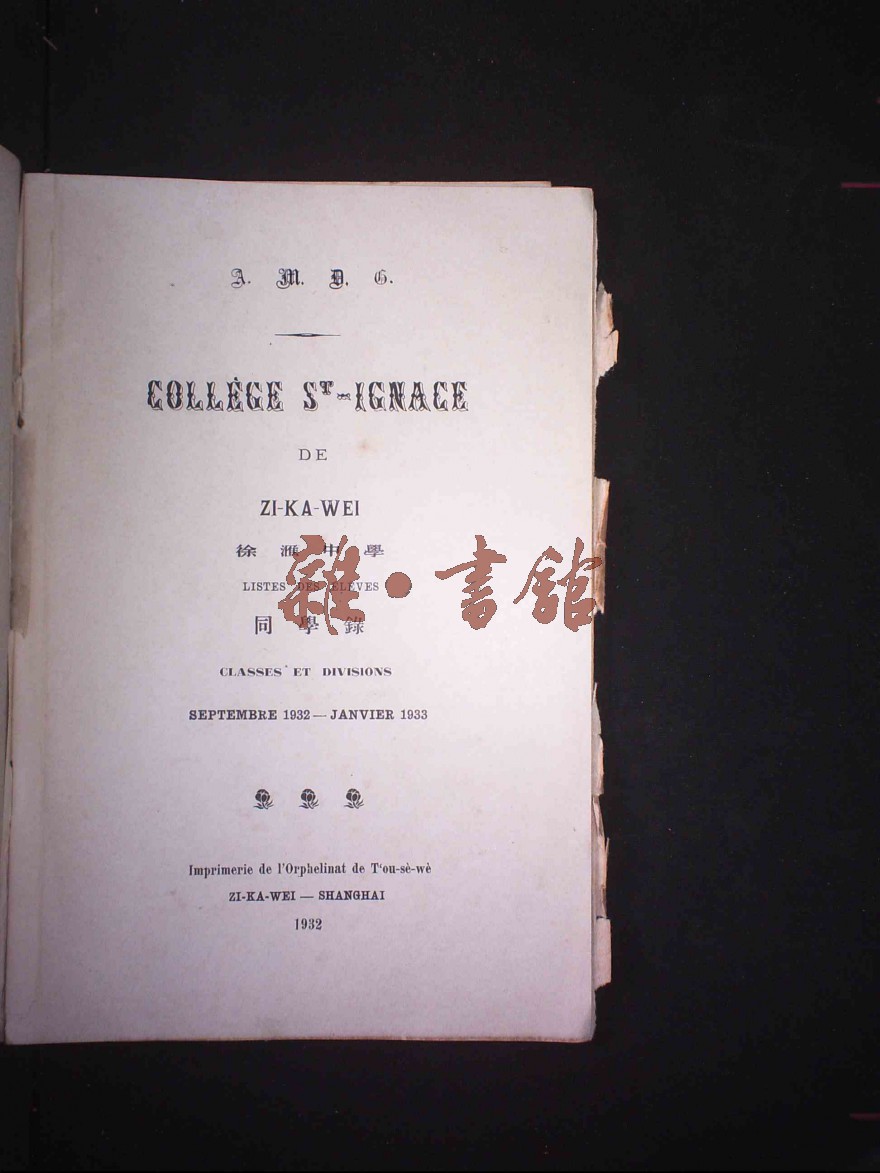 A. M. D. G.
COLLÈGE ST-IGNACE
DE
ZI-KA-WEI
徐滙中學
LISTES DES ÉLÈVES
同學錄
雜·書館
CLASSES ET DIVISIONS
SEPTEMBRE 1932 — JANVIER 1933
Imprimerie de l'Orphelinat de T'ou-sè-wè
ZI-KA-WEI — SHANGHAI
1932